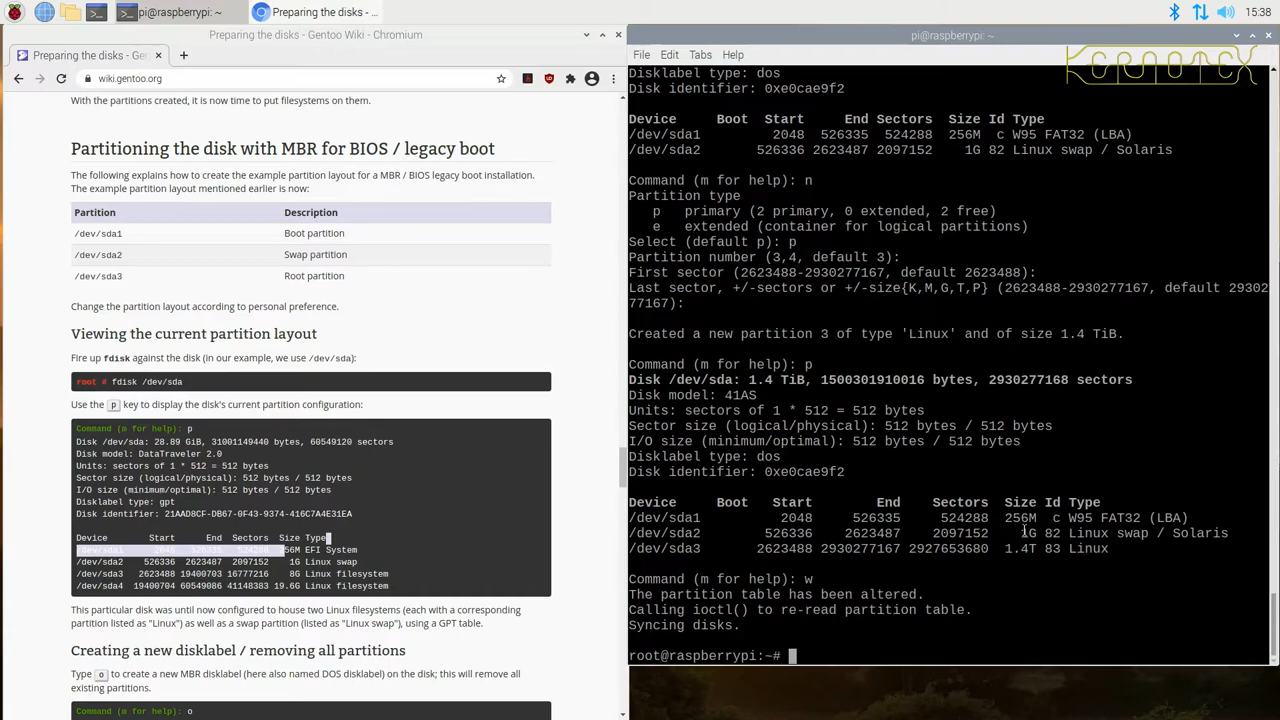 pi@raspberrypi: ~
Preparing the disks - ...
15:38
Preparing the disks - Gentoo Wiki - Chromium
Preparing the disks - Ge
wiki.gentoo.org
With the partitions created, it is now time to put filesystems on them.
Partitioning the disk with MBR for BIOS / legacy boot
The following explains how to create the example partition layout for a MBR / BIOS legacy boot installation.
The example partition layout mentioned earlier is now:
Partition Description
/dev/sda1 Boot partition
/dev/sda2 Swap partition
/dev/sda3 Root partition
Change the partition layout according to personal preference.
Viewing the current partition layout
Fire up fdisk against the disk (in our example, we use /dev/sda):
root # fdisk /dev/sda
Use the p key to display the disk's current partition configuration:
Command (m for help): p
Disk /dev/sda: 28.89 GiB, 31001149440 bytes, 60549120 sectors
Disk model: DataTraveler 2.0
Units: sectors of 1 * 512 = 512 bytes
Sector size (logical/physical): 512 bytes / 512 bytes
I/O size (minimum/optimal): 512 bytes / 512 bytes
Disklabel type: gpt
Disk identifier: 21AAD8CF-DB67-0F43-9374-416C7A4E31EA
Device Start End Sectors Size Type
/dev/sda1 2048 526335 524288 256M EFI System
/dev/sda2 526336 2623487 2097152 1G Linux swap
/dev/sda3 2623488 19400703 16777216 8G Linux filesystem
/dev/sda4 19400704 60549086 41148383 19.6G Linux filesystem
This particular disk was until now configured to house two Linux filesystems (each with a corresponding
partition listed as "Linux") as well as a swap partition (listed as "Linux swap"), using a GPT table.
Creating a new disklabel / removing all partitions
Type o to create a new MBR disklabel (here also named DOS disklabel) on the disk; this will remove all
existing partitions.
Command (m for help): o
pi@raspberrypi: ~
File Edit Tabs Help
Kernotex
Disklabel type: dos
Disk identifier: 0xe0cae9f2
Device Boot Start End Sectors Size Id Type
/dev/sda1 2048 526335 524288 256M c W95 FAT32 (LBA)
/dev/sda2 526336 2623487 2097152 1G 82 Linux swap / Solaris
Command (m for help): n
Partition type
p primary (2 primary, 0 extended, 2 free)
e extended (container for logical partitions)
Select (default p): p
Partition number (3,4, default 3):
First sector (2623488-2930277167, default 2623488):
Last sector, +/-sectors or +/-size{K,M,G,T,P} (2623488-2930277167, default 29302
77167):
Created a new partition 3 of type 'Linux' and of size 1.4 TiB.
Command (m for help): p
Disk /dev/sda: 1.4 TiB, 1500301910016 bytes, 2930277168 sectors
Disk model: 41AS
Units: sectors of 1 * 512 = 512 bytes
Sector size (logical/physical): 512 bytes / 512 bytes
I/O size (minimum/optimal): 512 bytes / 512 bytes
Disklabel type: dos
Disk identifier: 0xe0cae9f2
Device Boot Start End Sectors Size Id Type
/dev/sda1 2048 526335 524288 256M c W95 FAT32 (LBA)
/dev/sda2 526336 2623487 2097152 1G 82 Linux swap / Solaris
/dev/sda3 2623488 2930277167 2927653680 1.4T 83 Linux
Command (m for help): w
The partition table has been altered.
Calling ioctl() to re-read partition table.
Syncing disks.
root@raspberrypi:~#